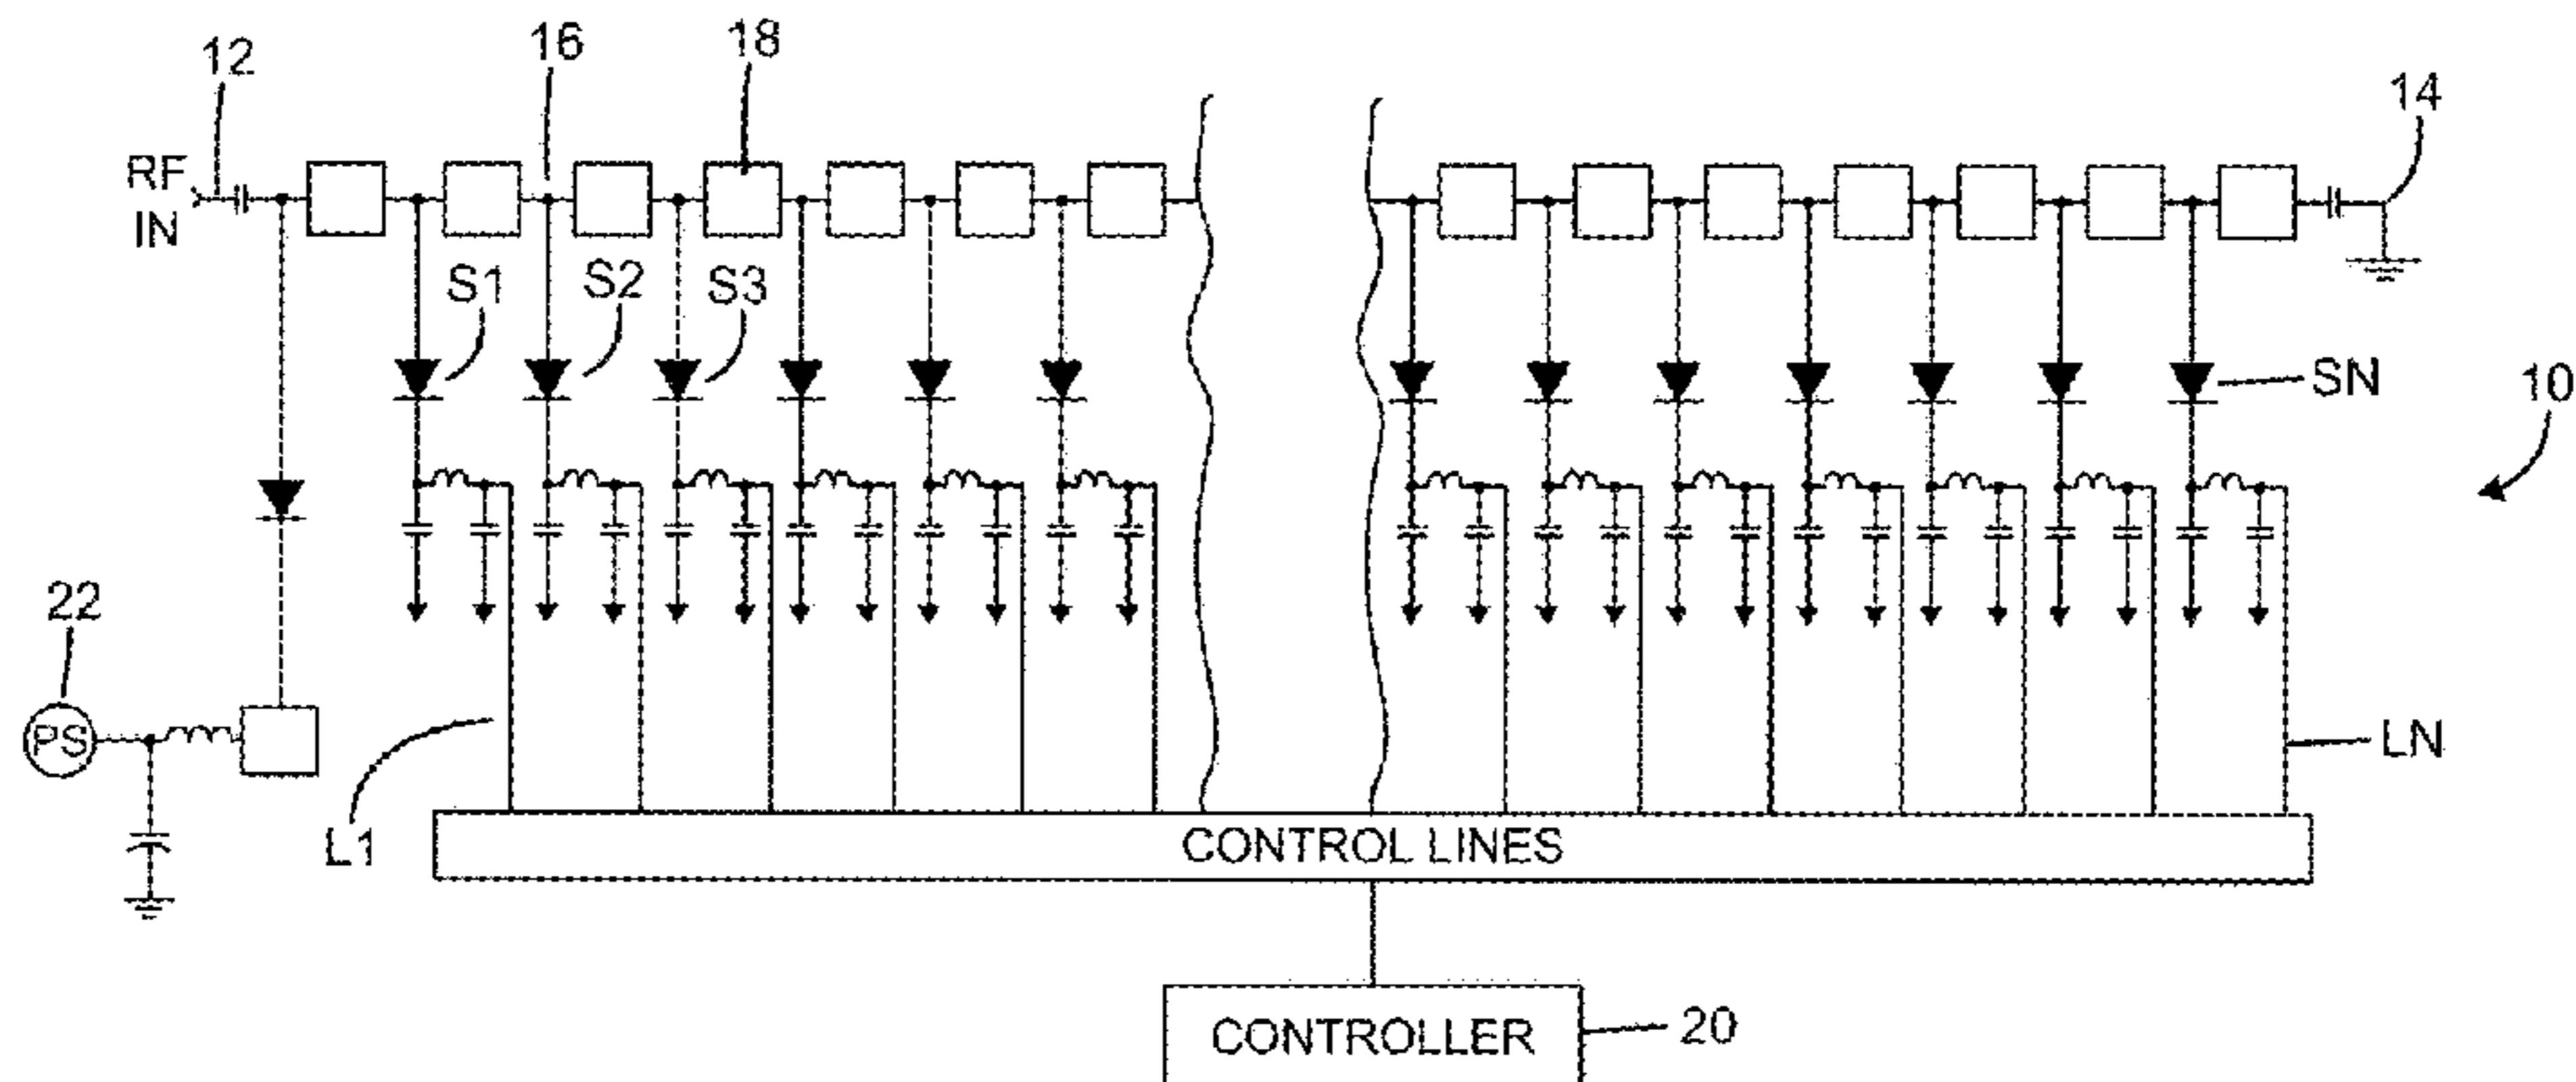 12
16
18
14
RF
IN
S1
S2
S3
SN
10
22
PS
L1
LN
CONTROL LINES
CONTROLLER
20